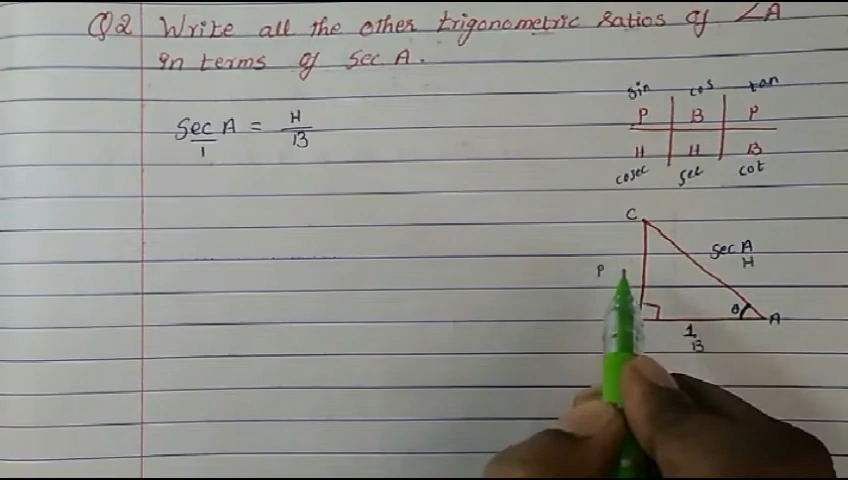 Q2 Write all the other trigonometric Ratios of ∠A
in terms of Sec A.
sin cos tan
P B P
H H B
cosec sec cot
Sec A = H/B
1
C
Sec A
H
P
θ A
1
B